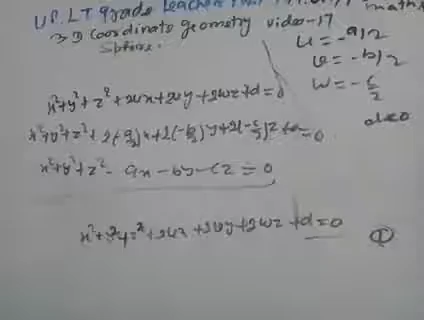 UP. LT grade Teacher
3D coordinate geometry video-17
Sphere.
u = -a/2
v = -b/2
w = -c/2
x²+y²+z²+2ux+2vy+2wz+d=0
d=0
x²+y²+z²+2(-a/2)x+2(-b/2)y+2(-c/2)z+0=0
x²+y²+z²-ax-by-cz=0
x²+y²+z²+2ux+2vy+2wz+d=0 ①